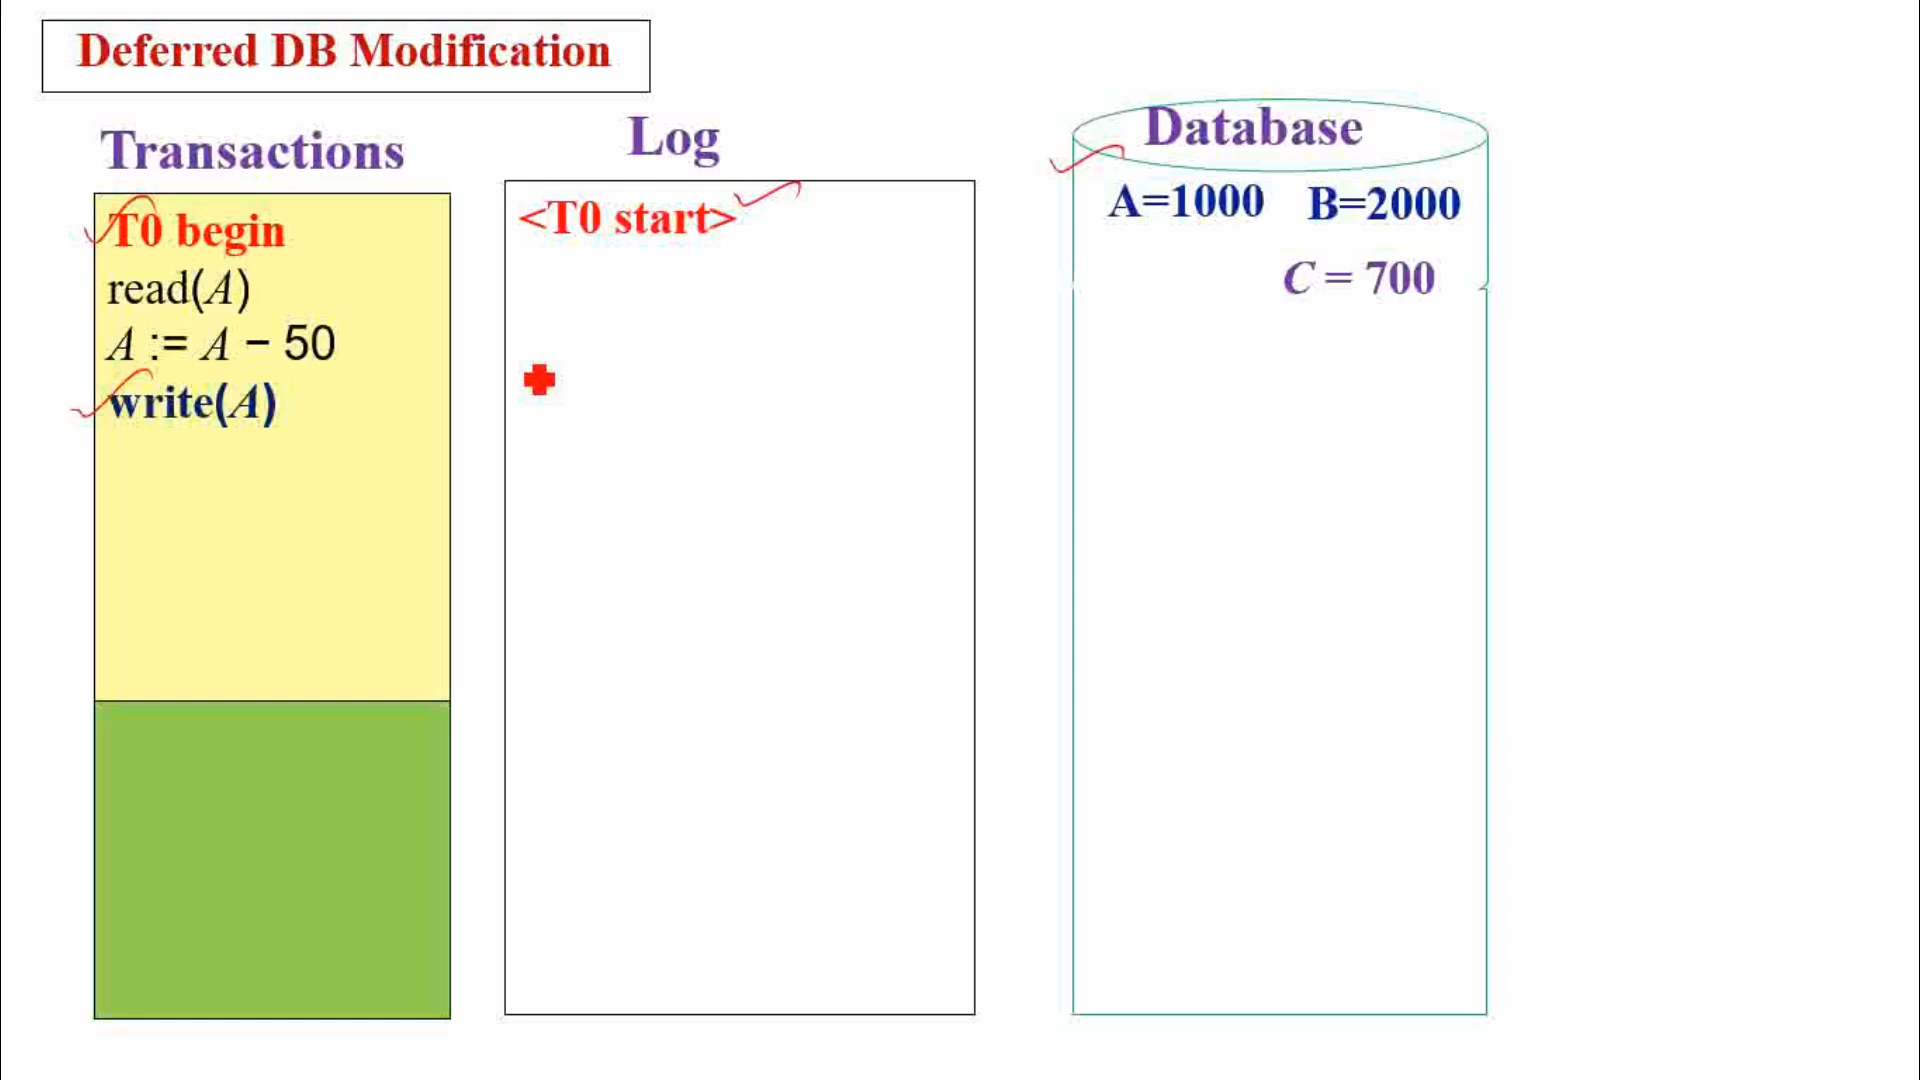 Deferred DB Modification
Transactions
T0 begin
read(A)
A := A − 50
write(A)
Log
<T0 start>
Database
A=1000 B=2000
C = 700